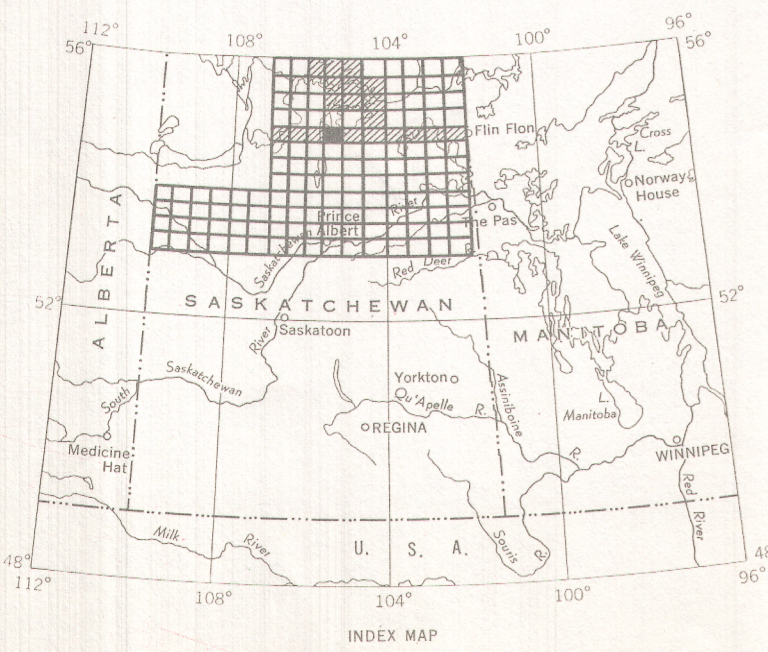 112°
108°
104°
100°
96°
56°
56°
Flin Flon
Cross
L.
Norway
House
Prince
Albert
River
The Pas
Saskatchewan
Red Deer R.
Lake Winnipeg
ALBERTA
52°
52°
SASKATCHEWAN
MANITOBA
Saskatoon
River
Saskatchewan
South
Yorkton
Qu'Apelle R.
Assiniboine
R.
L.
Manitoba
REGINA
WINNIPEG
Medicine
Hat
Red
River
Milk
River
U. S. A.
Souris
R.
48°
48
112°
108°
104°
100°
96°
INDEX MAP